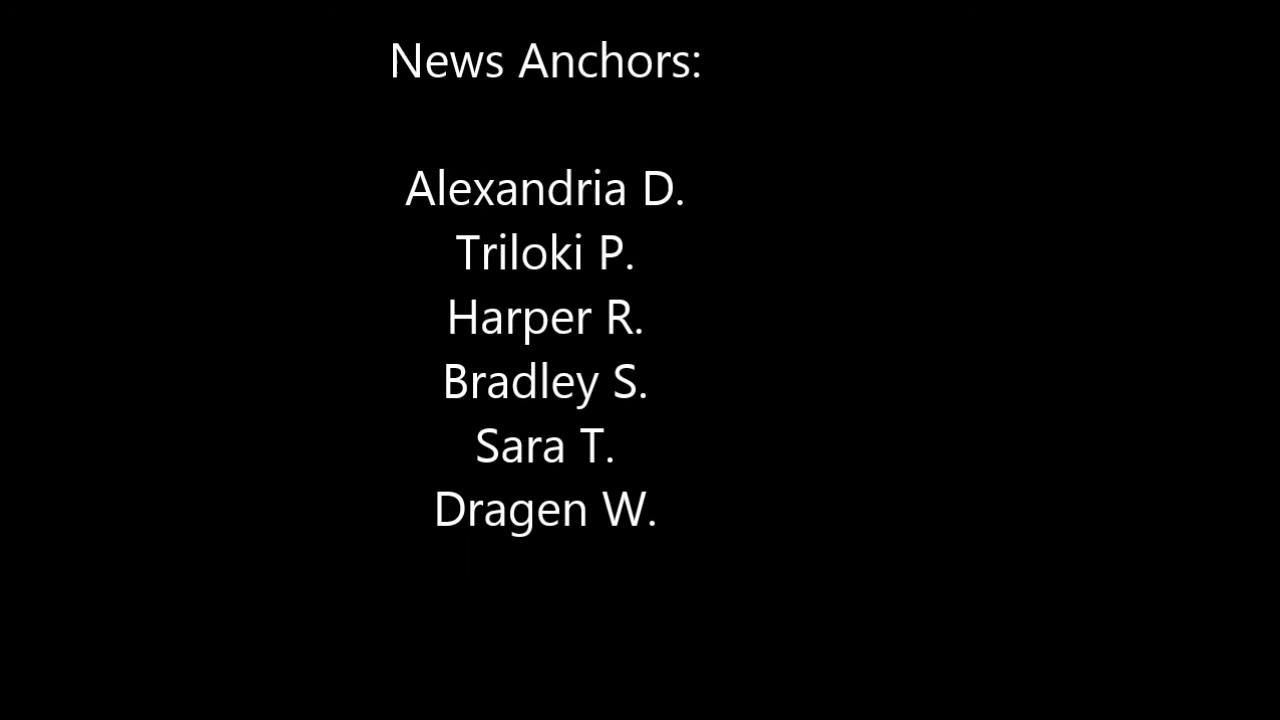 News Anchors:
Alexandria D.
Triloki P.
Harper R.
Bradley S.
Sara T.
Dragen W.